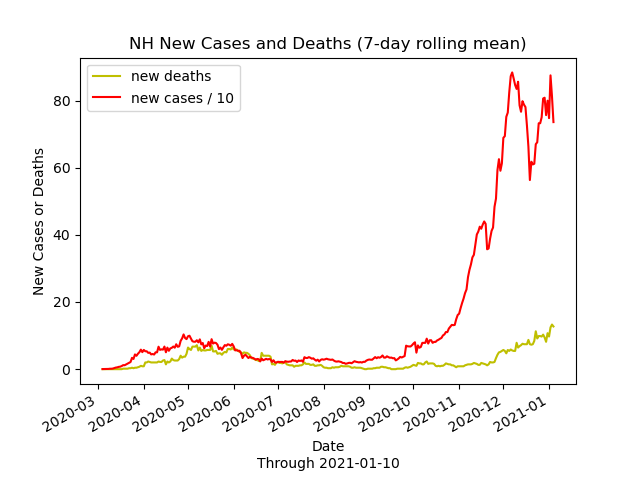 NH New Cases and Deaths (7-day rolling mean)
new deaths
new cases / 10
80
60
40
20
0
New Cases or Deaths
2020-03
2020-04
2020-05
2020-06
2020-07
2020-08
2020-09
2020-10
2020-11
2020-12
2021-01
Date
Through 2021-01-10